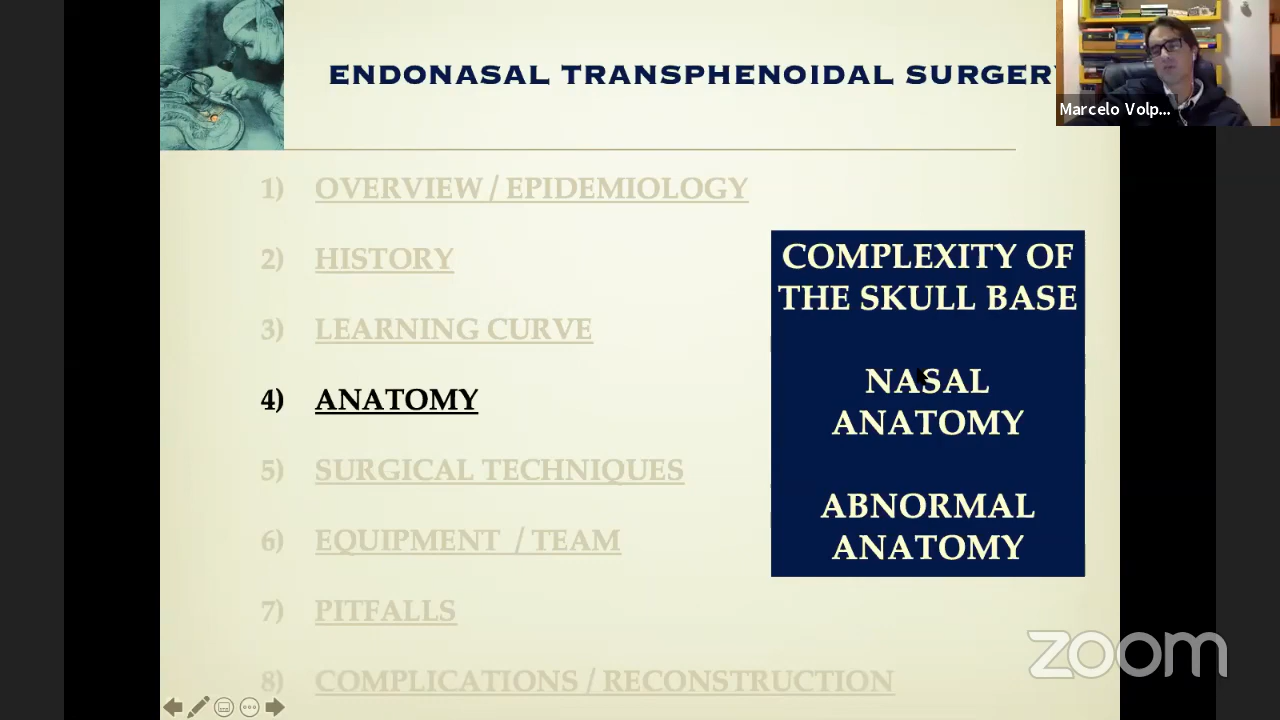 ENDONASAL TRANSPHENOIDAL SURGERY
Marcelo Volp...
1) OVERVIEW / EPIDEMIOLOGY
2) HISTORY
3) LEARNING CURVE
4) ANATOMY
5) SURGICAL TECHNIQUES
6) EQUIPMENT / TEAM
7) PITFALLS
8) COMPLICATIONS / RECONSTRUCTION
COMPLEXITY OF
THE SKULL BASE
NASAL
ANATOMY
ABNORMAL
ANATOMY
zoom